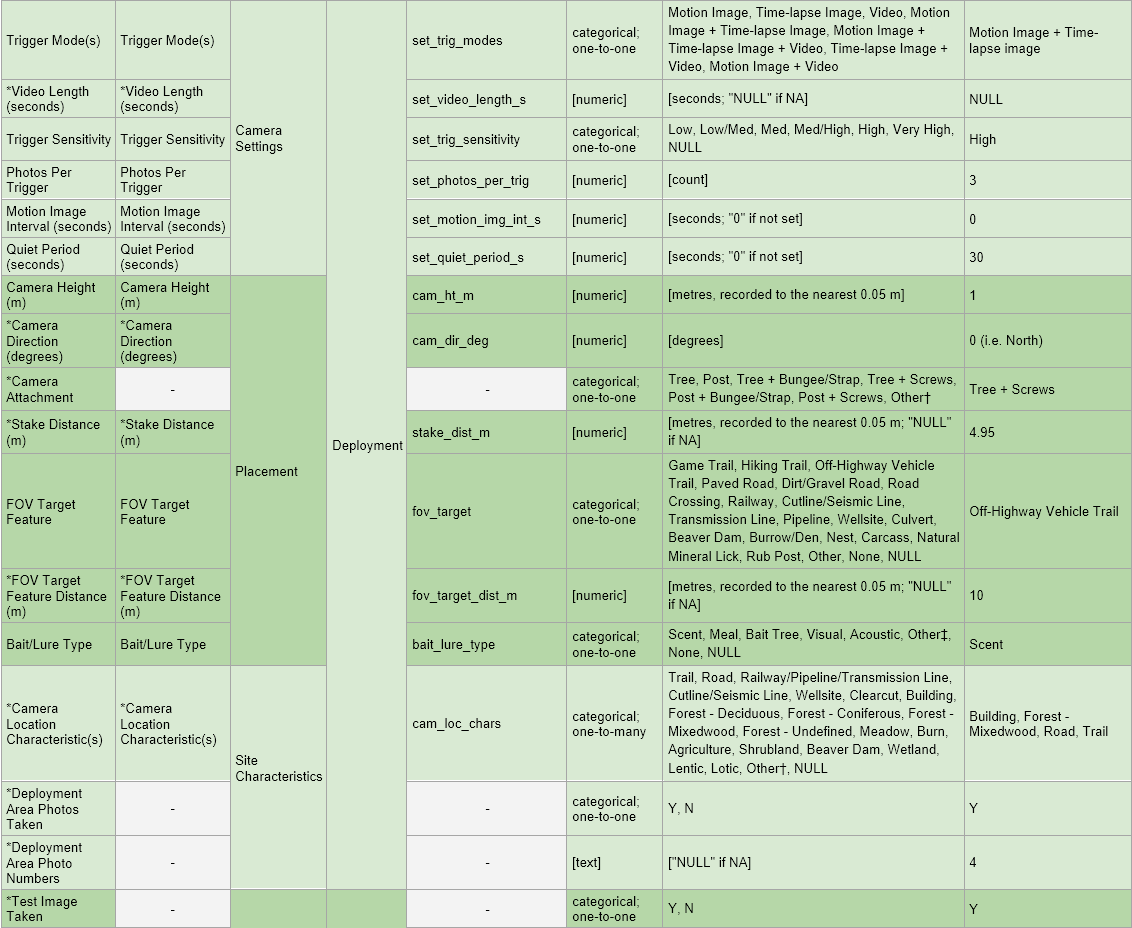 Trigger Mode(s)
Trigger Mode(s)
set_trig_modes
categorical;
one-to-one
Motion Image, Time-lapse Image, Video, Motion
Image + Time-lapse Image, Motion Image +
Time-lapse Image + Video, Time-lapse Image +
Video, Motion Image + Video
Motion Image + Time-
lapse image
*Video Length
(seconds)
*Video Length
(seconds)
set_video_length_s
[numeric]
[seconds; "NULL" if NA]
NULL
Camera
Settings
Trigger Sensitivity
Trigger Sensitivity
set_trig_sensitivity
categorical;
one-to-one
Low, Low/Med, Med, Med/High, High, Very High,
NULL
High
Photos Per
Trigger
Photos Per
Trigger
set_photos_per_trig
[numeric]
[count]
3
Motion Image
Interval (seconds)
Motion Image
Interval (seconds)
set_motion_img_int_s
[numeric]
[seconds; "0" if not set]
0
Quiet Period
(seconds)
Quiet Period
(seconds)
set_quiet_period_s
[numeric]
[seconds; "0" if not set]
30
Camera Height
(m)
Camera Height
(m)
cam_ht_m
[numeric]
[metres, recorded to the nearest 0.05 m]
1
*Camera
Direction
(degrees)
*Camera
Direction
(degrees)
cam_dir_deg
[numeric]
[degrees]
0 (i.e. North)
*Camera
Attachment
-
-
categorical;
one-to-one
Tree, Post, Tree + Bungee/Strap, Tree + Screws,
Post + Bungee/Strap, Post + Screws, Other†
Tree + Screws
*Stake Distance
(m)
*Stake Distance
(m)
Deployment
stake_dist_m
[numeric]
[metres, recorded to the nearest 0.05 m; "NULL"
if NA]
4.95
Placement
FOV Target
Feature
FOV Target
Feature
fov_target
categorical;
one-to-one
Game Trail, Hiking Trail, Off-Highway Vehicle
Trail, Paved Road, Dirt/Gravel Road, Road
Crossing, Railway, Cutline/Seismic Line,
Transmission Line, Pipeline, Wellsite, Culvert,
Beaver Dam, Burrow/Den, Nest, Carcass, Natural
Mineral Lick, Rub Post, Other, None, NULL
Off-Highway Vehicle Trail
*FOV Target
Feature Distance
(m)
*FOV Target
Feature Distance
(m)
fov_target_dist_m
[numeric]
[metres, recorded to the nearest 0.05 m; "NULL"
if NA]
10
Bait/Lure Type
Bait/Lure Type
bait_lure_type
categorical;
one-to-one
Scent, Meal, Bait Tree, Visual, Acoustic, Other‡,
None, NULL
Scent
*Camera
Location
Characteristic(s)
*Camera
Location
Characteristic(s)
cam_loc_chars
categorical;
one-to-many
Trail, Road, Railway/Pipeline/Transmission Line,
Cutline/Seismic Line, Wellsite, Clearcut, Building,
Forest - Deciduous, Forest - Coniferous, Forest -
Mixedwood, Forest - Undefined, Meadow, Burn,
Agriculture, Shrubland, Beaver Dam, Wetland,
Lentic, Lotic, Other†, NULL
Building, Forest -
Mixedwood, Road, Trail
Site
Characteristics
*Deployment
Area Photos
Taken
-
-
categorical;
one-to-one
Y, N
Y
*Deployment
Area Photo
Numbers
-
-
[text]
["NULL" if NA]
4
*Test Image
Taken
-
-
categorical;
one-to-one
Y, N
Y